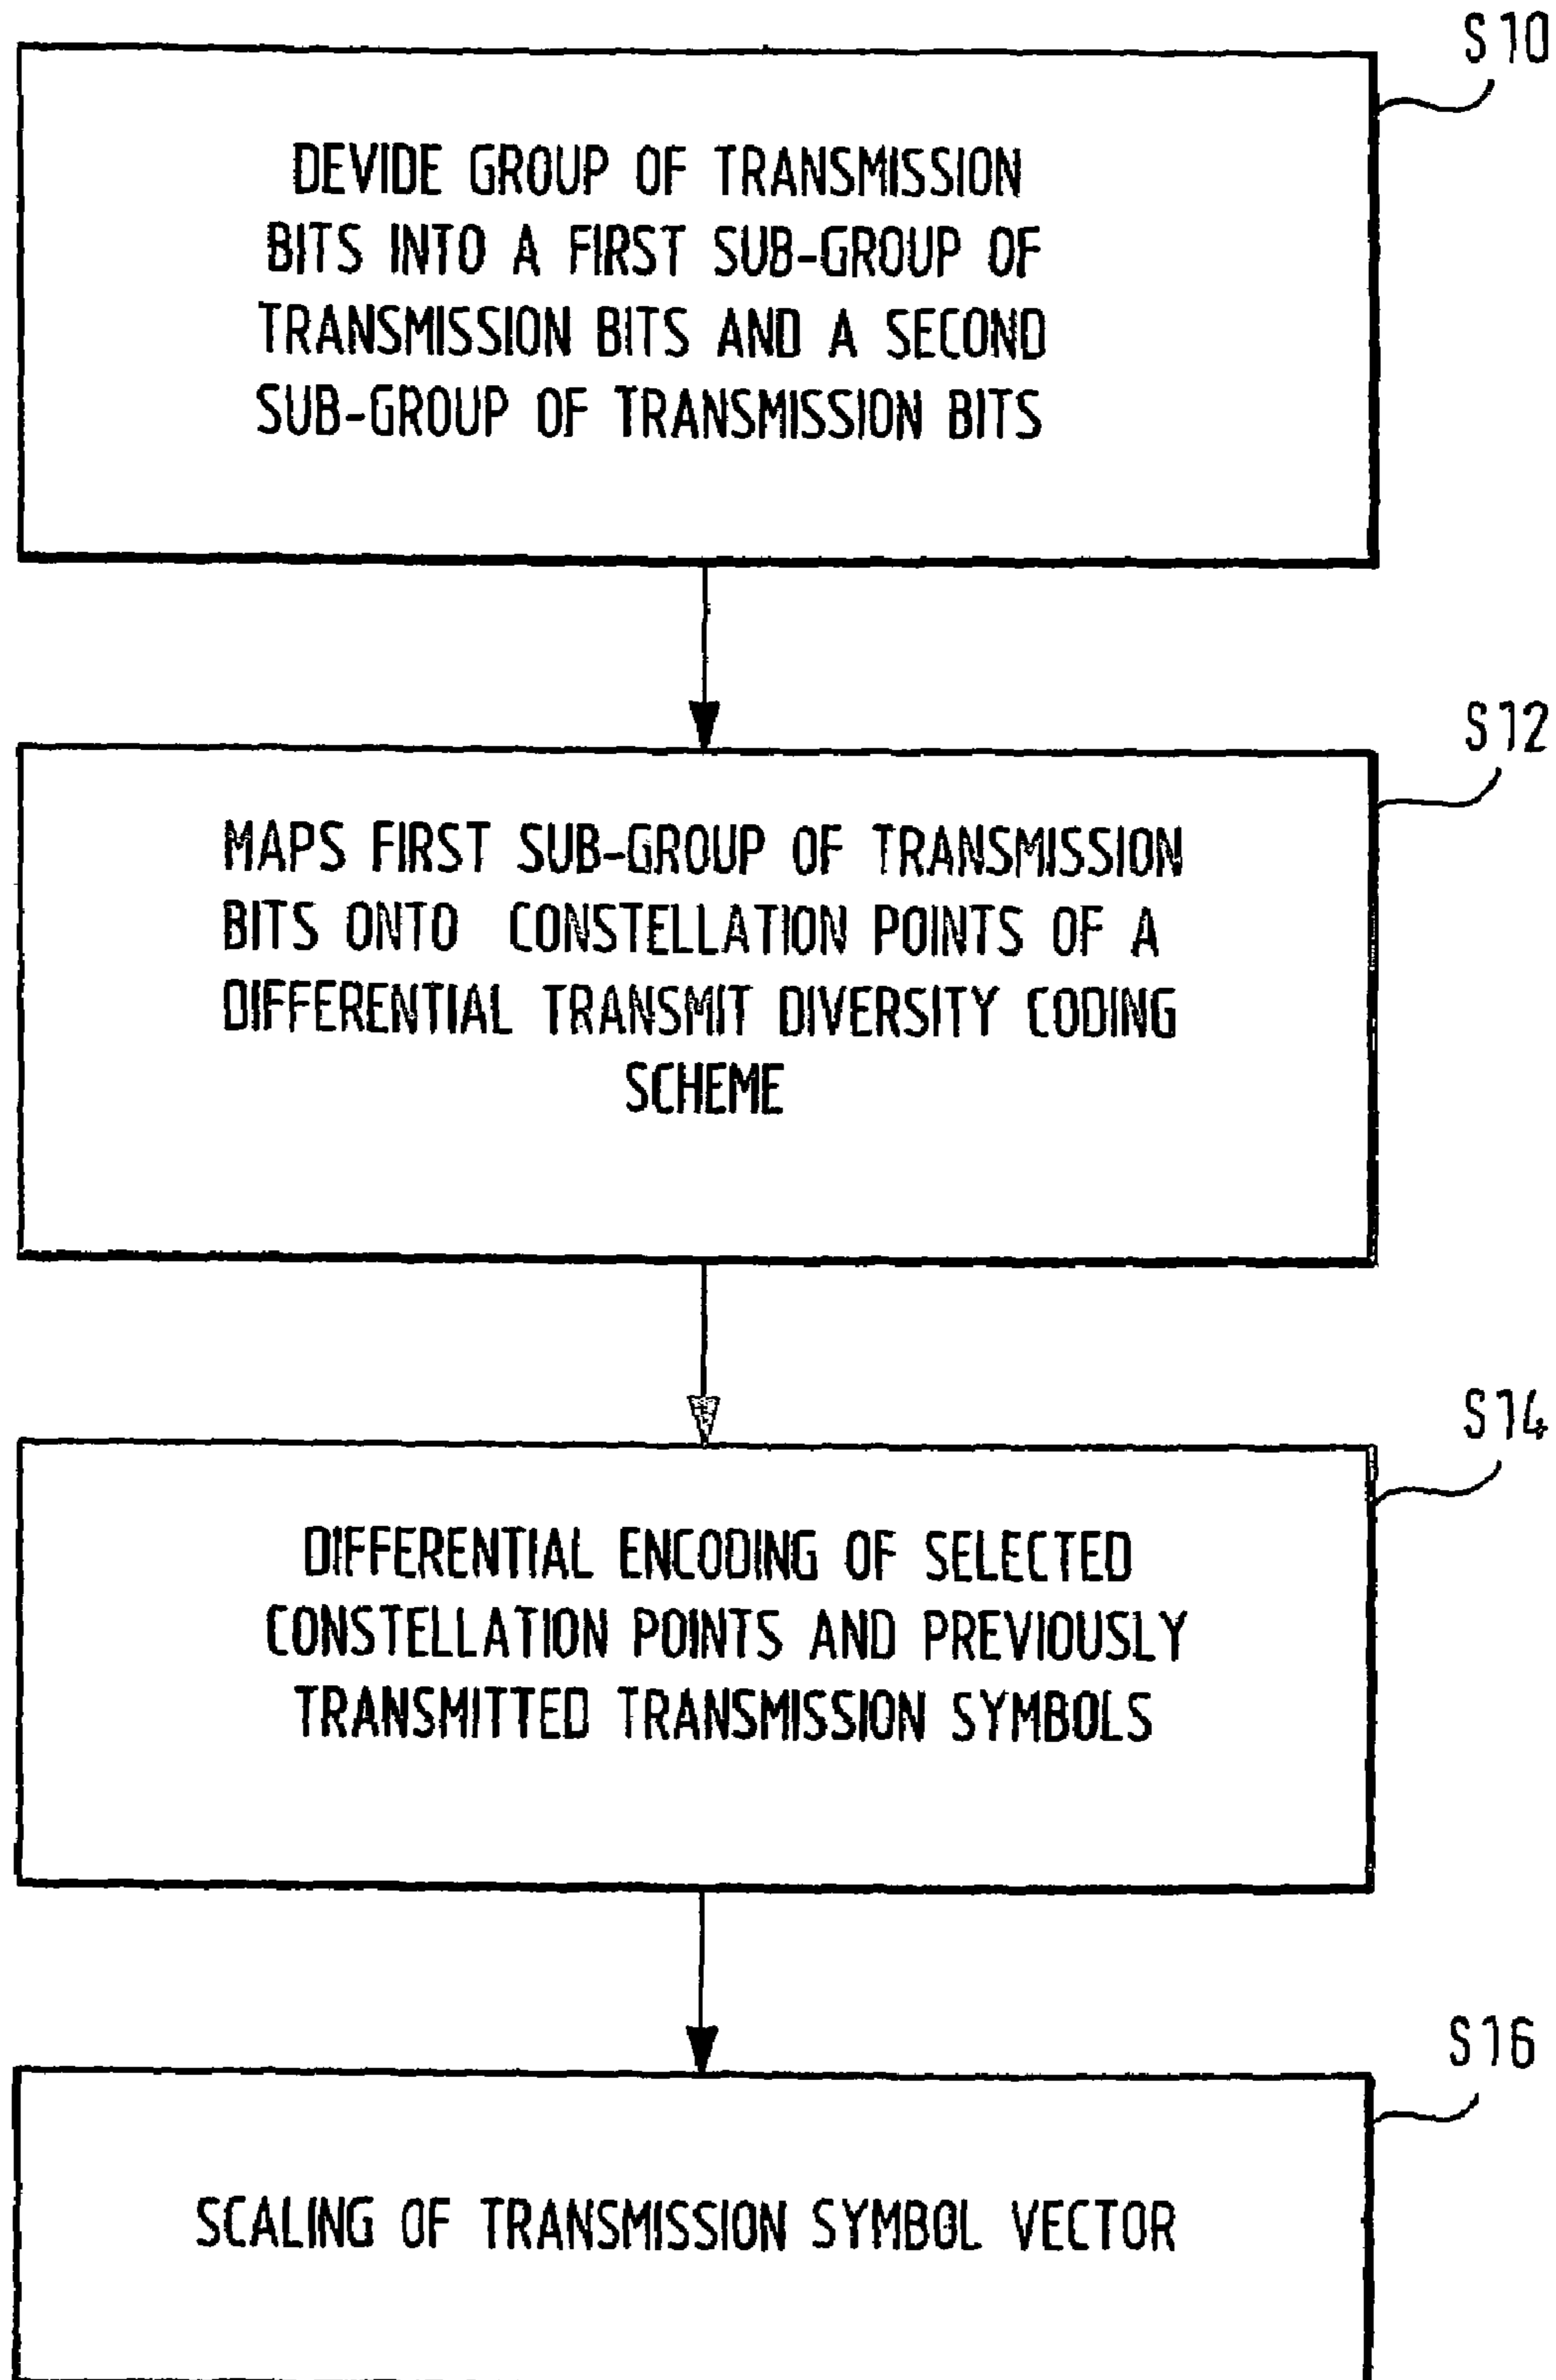 S10
DEVIDE GROUP OF TRANSMISSION
BITS INTO A FIRST SUB-GROUP OF
TRANSMISSION BITS AND A SECOND
SUB-GROUP OF TRANSMISSION BITS
S12
MAPS FIRST SUB-GROUP OF TRANSMISSION
BITS ONTO CONSTELLATION POINTS OF A
DIFFERENTIAL TRANSMIT DIVERSITY CODING
SCHEME
S14
DIFFERENTIAL ENCODING OF SELECTED
CONSTELLATION POINTS AND PREVIOUSLY
TRANSMITTED TRANSMISSION SYMBOLS
S16
SCALING OF TRANSMISSION SYMBOL VECTOR